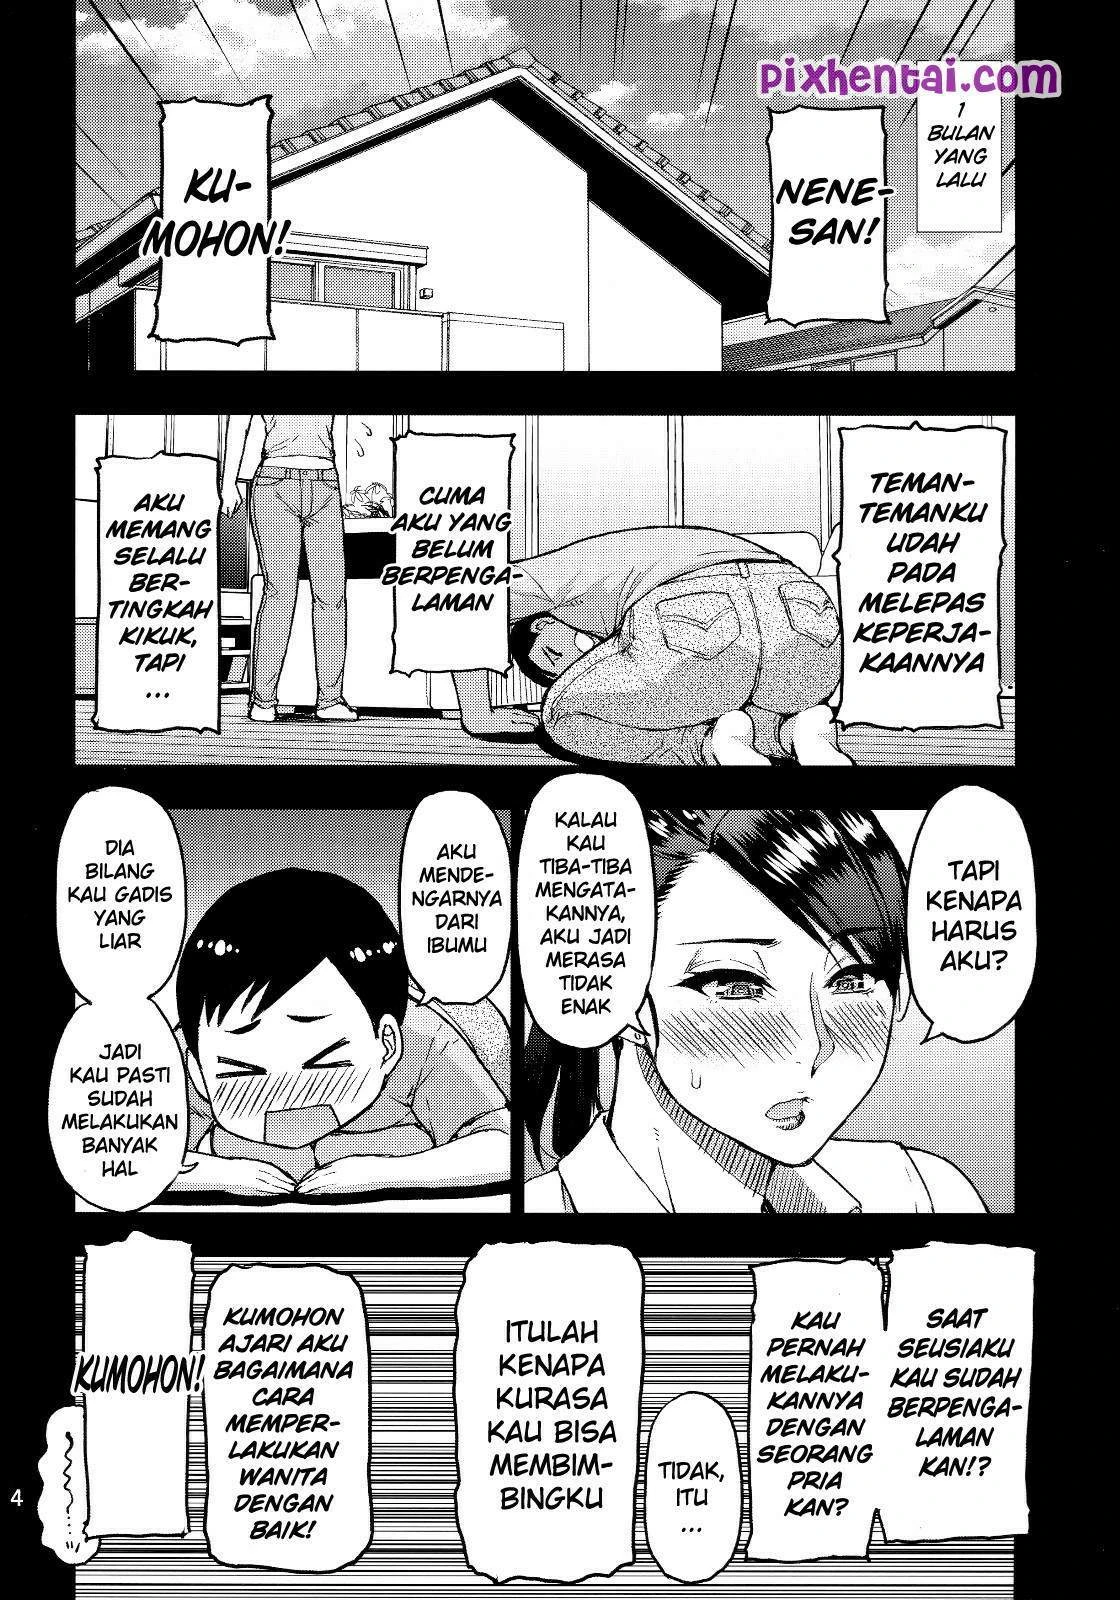 pixhentai.com
1
BULAN
YANG
LALU
NENE-
SAN!
KU-
MOHON!
TEMAN-
TEMANKU
UDAH
PADA
MELEPAS
KEPERJA-
KAANNYA
CUMA
AKU YANG
BELUM
BERPENGA-
LAMAN
AKU
MEMANG
SELALU
BER-
TINGKAH
KIKUK,
TAPI
...
TAPI
KENAPA
HARUS
AKU?
KALAU
KAU
TIBA-TIBA
MENGATA-
KANNYA,
AKU JADI
MERASA
TIDAK
ENAK
AKU
MENDE-
NGARNYA
DARI
IBUMU
DIA
BILANG
KAU GADIS
YANG
LIAR
JADI
KAU PASTI
SUDAH
MELAKUKAN
BANYAK
HAL
SAAT
SEUSIAKU
KAU SUDAH
BERPENGA-
LAMAN
KAN!?
KAU
PERNAH
MELAKU-
KANNYA
DENGAN
SEORANG
PRIA
KAN?
TIDAK,
ITU
...
ITULAH
KENAPA
KURASA
KAU BISA
MEMBIM-
BINGKU
KUMOHON
AJARI AKU
BAGAIMANA
CARA
MEMPER-
LAKUKAN
WANITA
DENGAN
BAIK!
KUMOHON!
4